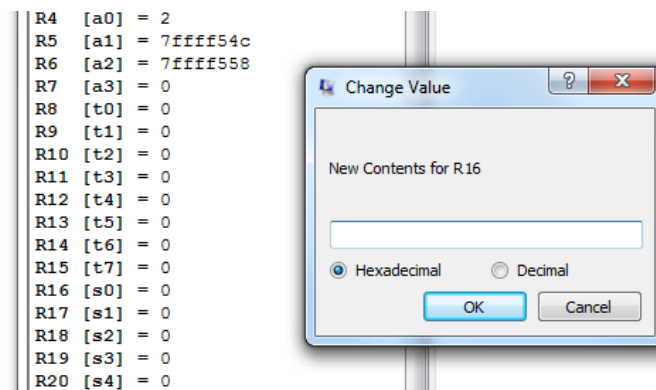 R4 [a0] = 2
R5 [a1] = 7ffff54c
R6 [a2] = 7ffff558
R7 [a3] = 0
R8 [t0] = 0
R9 [t1] = 0
R10 [t2] = 0
R11 [t3] = 0
R12 [t4] = 0
R13 [t5] = 0
R14 [t6] = 0
R15 [t7] = 0
R16 [s0] = 0
R17 [s1] = 0
R18 [s2] = 0
R19 [s3] = 0
R20 [s4] = 0
Change Value
New Contents for R16
Hexadecimal Decimal
OK Cancel